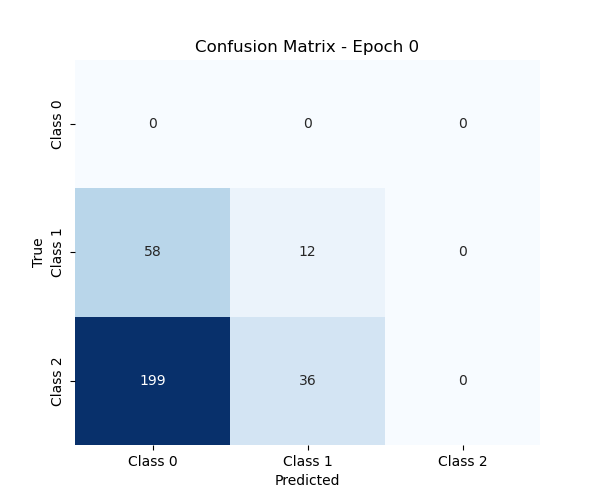 Confusion Matrix - Epoch 0
True
Class 0
0 0 0
Class 1
58 12 0
Class 2
199 36 0
Class 0 Class 1 Class 2
Predicted